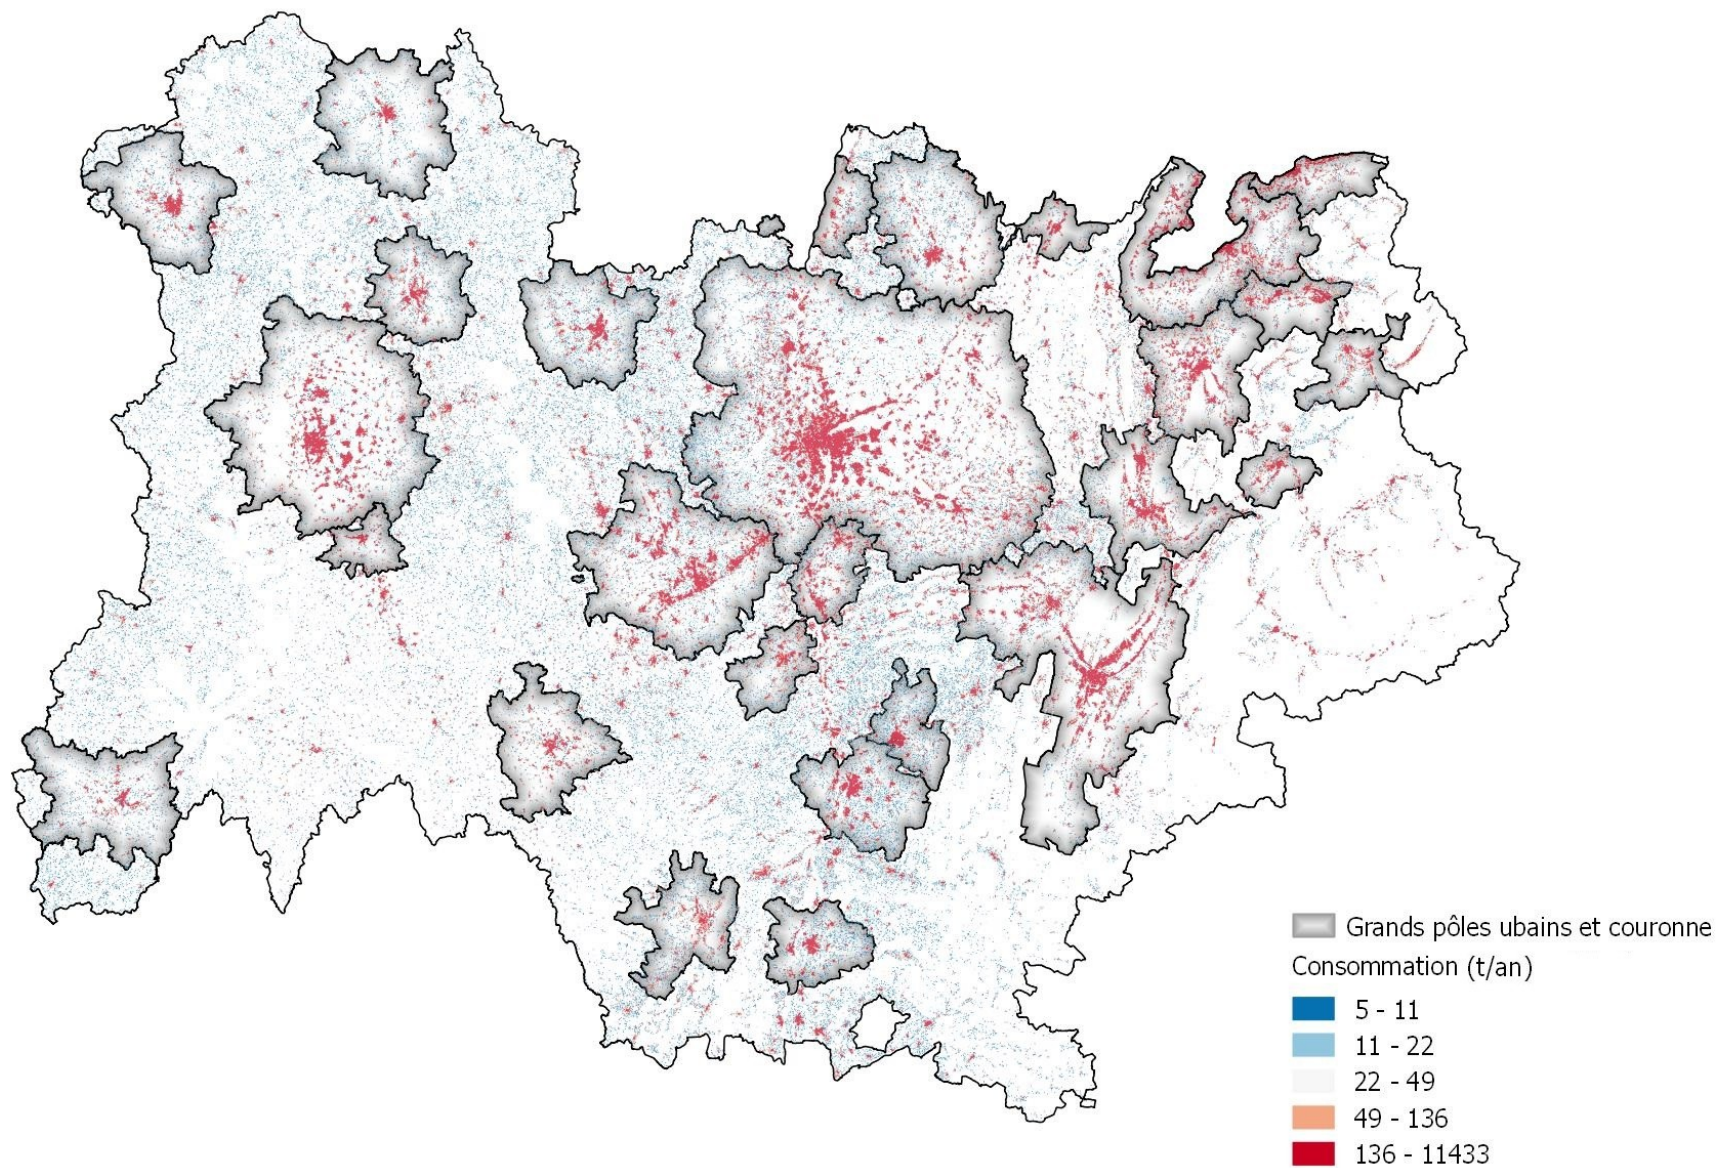 Grands pôles ubains et couronne
Consommation (t/an)
5 - 11
11 - 22
22 - 49
49 - 136
136 - 11433